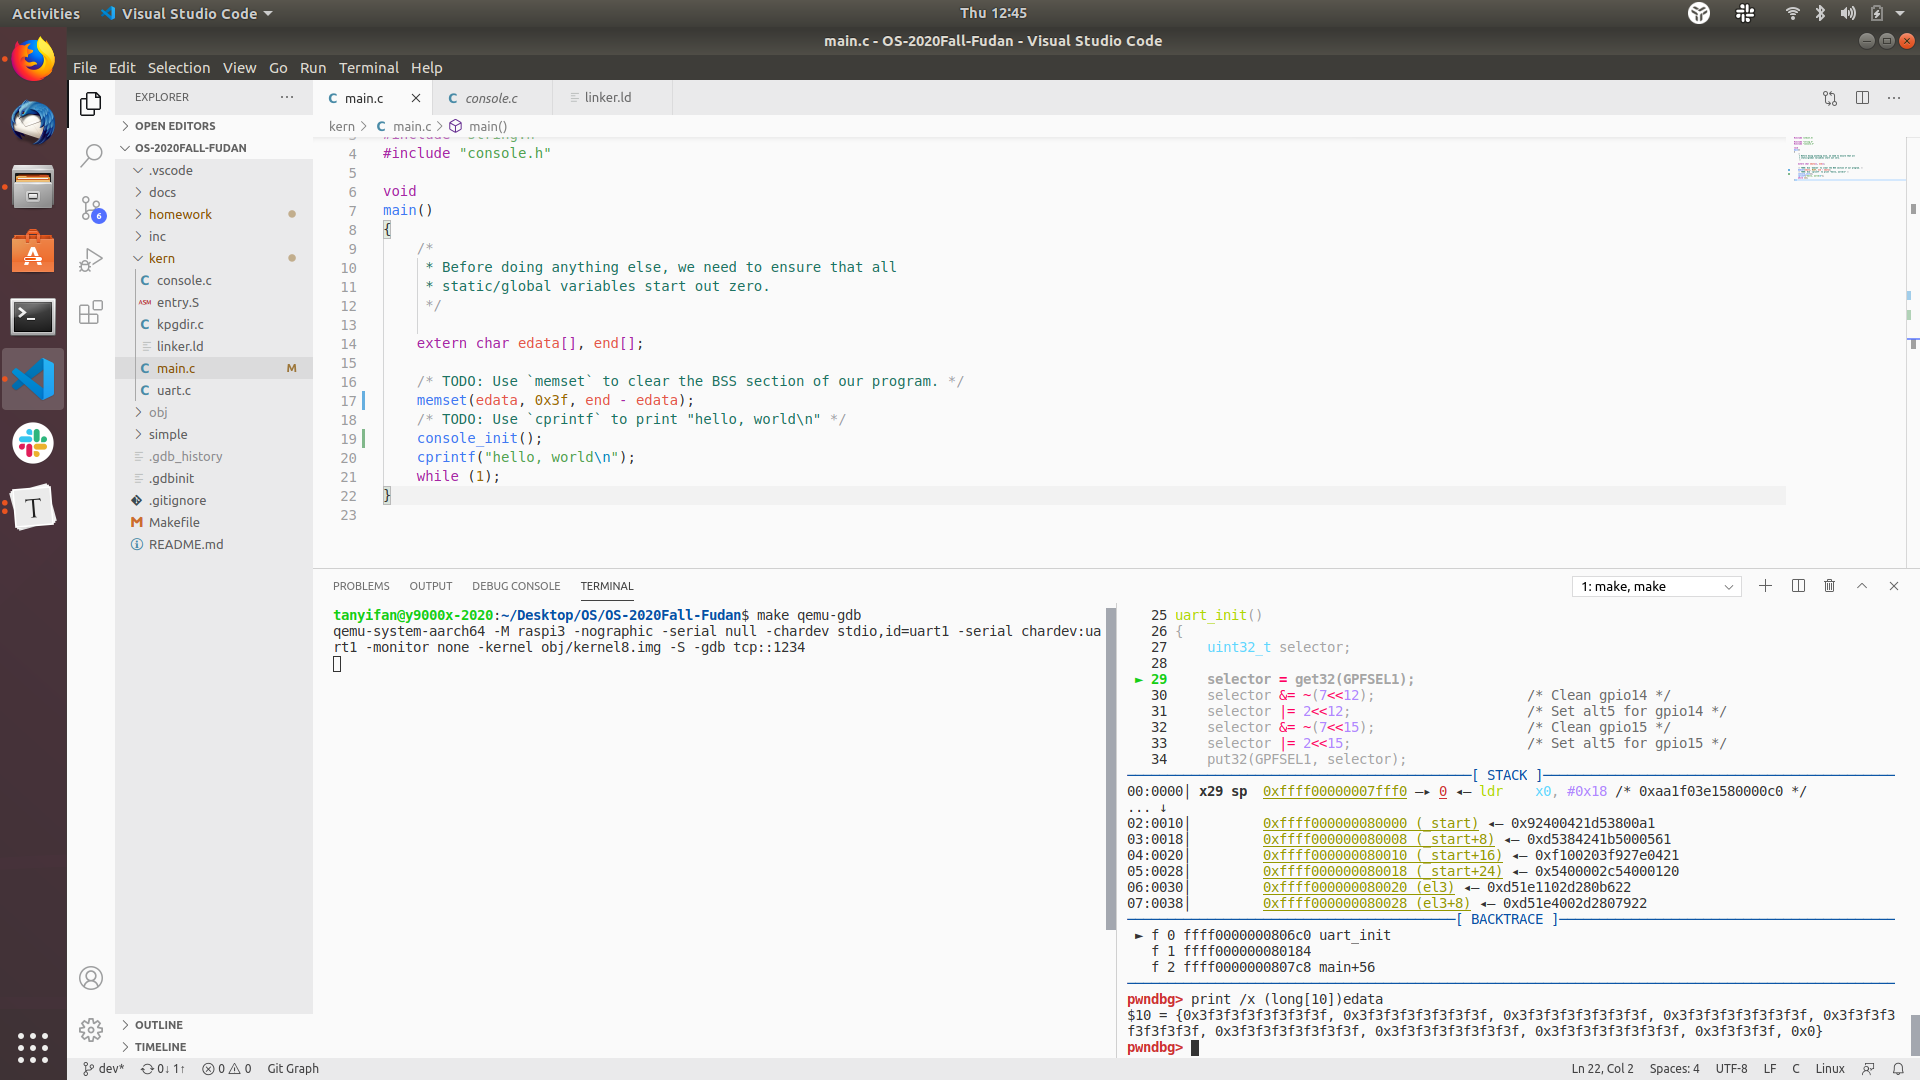 Activities
Visual Studio Code
Thu 12:45
main.c - OS-2020Fall-Fudan - Visual Studio Code
File Edit Selection View Go Run Terminal Help
EXPLORER
OPEN EDITORS
OS-2020FALL-FUDAN
.vscode
docs
homework
inc
kern
console.c
entry.S
kpgdir.c
linker.ld
main.c M
uart.c
obj
simple
.gdb_history
.gdbinit
.gitignore
Makefile
README.md
OUTLINE
TIMELINE
6
main.c
console.c
linker.ld
kern > C main.c > main()
3 #include "string.h"
4 #include "console.h"
5
6 void
7 main()
8 {
9 /*
10 * Before doing anything else, we need to ensure that all
11 * static/global variables start out zero.
12 */
13
14 extern char edata[], end[];
15
16 /* TODO: Use `memset` to clear the BSS section of our program. */
17 memset(edata, 0x3f, end - edata);
18 /* TODO: Use `cprintf` to print "hello, world\n" */
19 console_init();
20 cprintf("hello, world\n");
21 while (1);
22 }
23
PROBLEMS OUTPUT DEBUG CONSOLE TERMINAL
1: make, make
tanyifan@y9000x-2020:~/Desktop/OS/OS-2020Fall-Fudan$ make qemu-gdb
qemu-system-aarch64 -M raspi3 -nographic -serial null -chardev stdio,id=uart1 -serial chardev:ua
rt1 -monitor none -kernel obj/kernel8.img -S -gdb tcp::1234
25 uart_init()
26 {
27 uint32_t selector;
28
► 29 selector = get32(GPFSEL1);
30 selector &= ~(7<<12); /* Clean gpio14 */
31 selector |= 2<<12; /* Set alt5 for gpio14 */
32 selector &= ~(7<<15); /* Clean gpio15 */
33 selector |= 2<<15; /* Set alt5 for gpio15 */
34 put32(GPFSEL1, selector);
[ STACK ]
00:0000│ x29 sp 0xffff00000007fff0 —▸ 0 ◂— ldr x0, #0x18 /* 0xaa1f03e1580000c0 */
... ↓
02:0010│ 0xffff000000080000 (_start) ◂— 0x92400421d53800a1
03:0018│ 0xffff000000080008 (_start+8) ◂— 0xd5384241b5000561
04:0020│ 0xffff000000080010 (_start+16) ◂— 0xf100203f927e0421
05:0028│ 0xffff000000080018 (_start+24) ◂— 0x5400002c54000120
06:0030│ 0xffff000000080020 (el3) ◂— 0xd51e1102d280b622
07:0038│ 0xffff000000080028 (el3+8) ◂— 0xd51e4002d2807922
[ BACKTRACE ]
► f 0 ffff0000000806c0 uart_init
f 1 ffff000000080184
f 2 ffff0000000807c8 main+56
pwndbg> print /x (long[10])edata
$10 = {0x3f3f3f3f3f3f3f3f, 0x3f3f3f3f3f3f3f3f, 0x3f3f3f3f3f3f3f3f, 0x3f3f3f3f3f3f3f3f, 0x3f3f3f3
f3f3f3f3f, 0x3f3f3f3f3f3f3f3f, 0x3f3f3f3f3f3f3f3f, 0x3f3f3f3f3f3f3f3f, 0x3f3f3f3f, 0x0}
pwndbg>
dev* 0↓ 1↑ 0 0 Git Graph
Ln 22, Col 2 Spaces: 4 UTF-8 LF C Linux